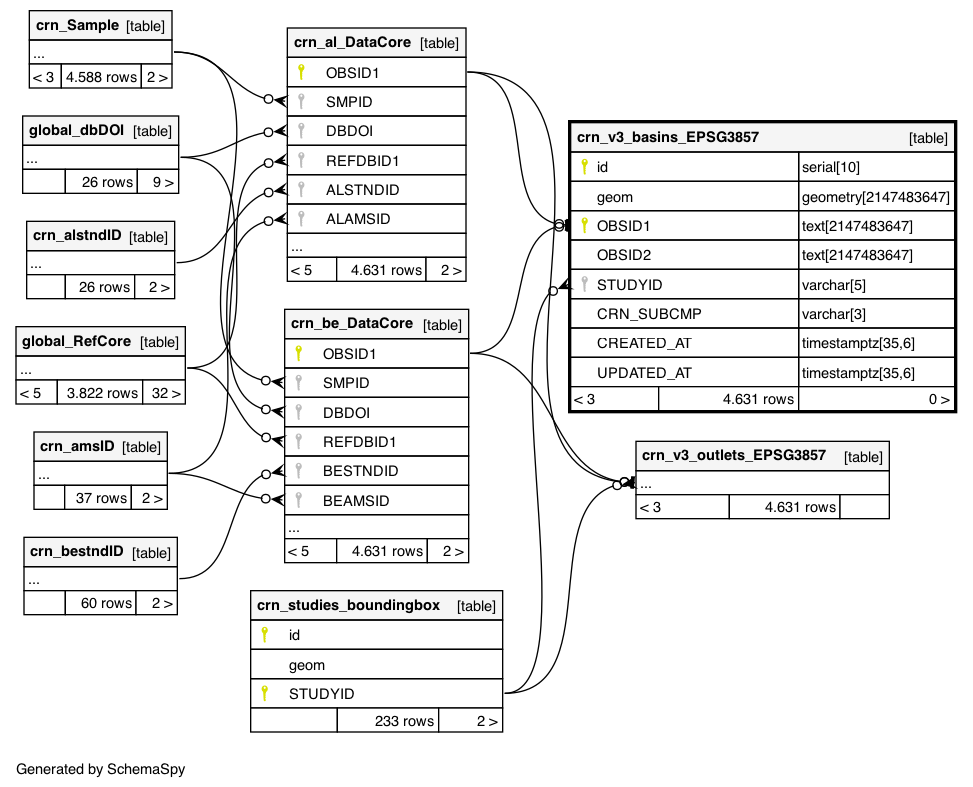 crn_Sample [table]
...
< 3 4.588 rows 2 >
global_dbDOI [table]
...
26 rows 9 >
crn_alstndID [table]
...
26 rows 2 >
global_RefCore [table]
...
< 5 3.822 rows 32 >
crn_amsID [table]
...
37 rows 2 >
crn_bestndID [table]
...
60 rows 2 >
crn_al_DataCore [table]
OBSID1
SMPID
DBDOI
REFDBID1
ALSTNDID
ALAMSID
...
< 5 4.631 rows 2 >
crn_be_DataCore [table]
OBSID1
SMPID
DBDOI
REFDBID1
BESTNDID
BEAMSID
...
< 5 4.631 rows 2 >
crn_studies_boundingbox [table]
id
geom
STUDYID
233 rows 2 >
crn_v3_basins_EPSG3857 [table]
id serial[10]
geom geometry[2147483647]
OBSID1 text[2147483647]
OBSID2 text[2147483647]
STUDYID varchar[5]
CRN_SUBCMP varchar[3]
CREATED_AT timestamptz[35,6]
UPDATED_AT timestamptz[35,6]
< 3 4.631 rows 0 >
crn_v3_outlets_EPSG3857 [table]
...
< 3 4.631 rows
Generated by SchemaSpy